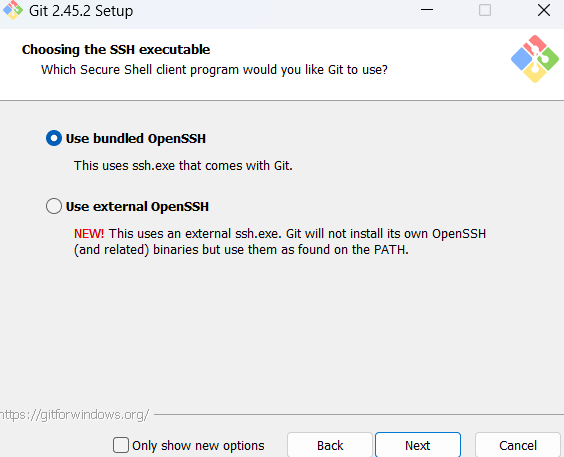 Git 2.45.2 Setup
Choosing the SSH executable
Which Secure Shell client program would you like Git to use?
Use bundled OpenSSH
This uses ssh.exe that comes with Git.
Use external OpenSSH
NEW! This uses an external ssh.exe. Git will not install its own OpenSSH
(and related) binaries but use them as found on the PATH.
https://gitforwindows.org/
Only show new options
Back
Next
Cancel